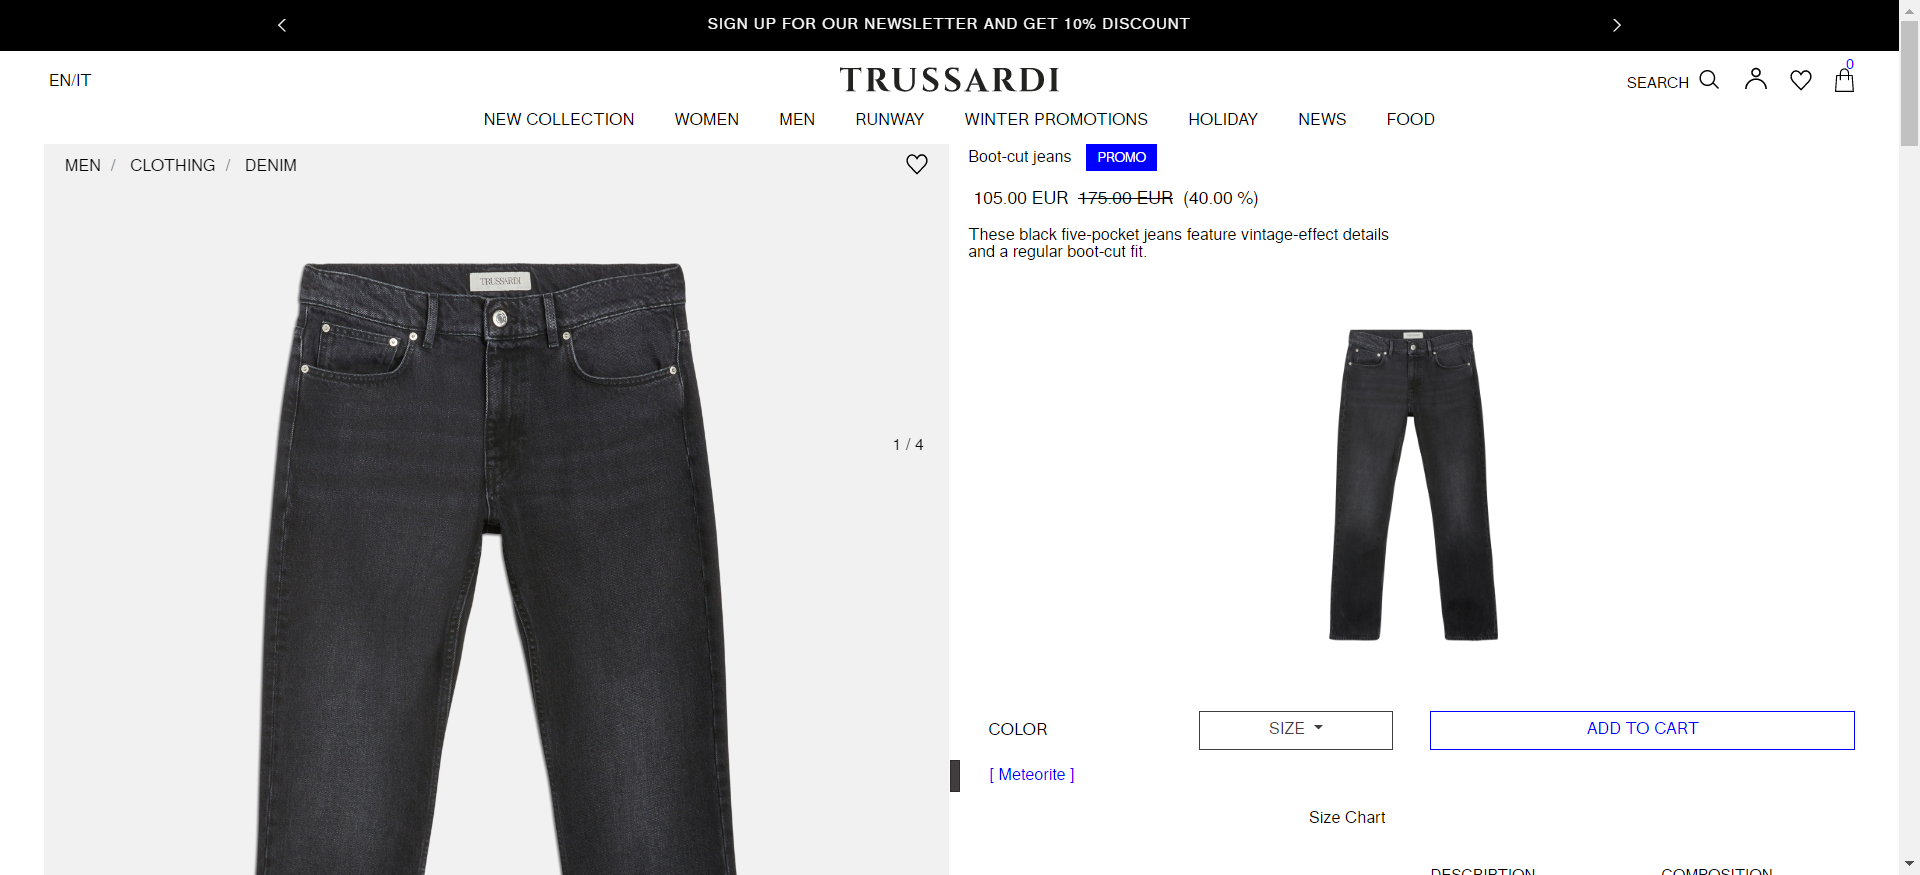 SIGN UP FOR OUR NEWSLETTER AND GET 10% DISCOUNT
EN/IT
TRUSSARDI
SEARCH
0
NEW COLLECTION WOMEN MEN RUNWAY WINTER PROMOTIONS HOLIDAY NEWS FOOD
MEN / CLOTHING / DENIM
TRUSSARDI
1 / 4
Boot-cut jeans PROMO
105.00 EUR 175.00 EUR (40.00 %)
These black five-pocket jeans feature vintage-effect details
and a regular boot-cut fit.
COLOR
SIZE
ADD TO CART
[ Meteorite ]
Size Chart
DESCRIPTION COMPOSITION